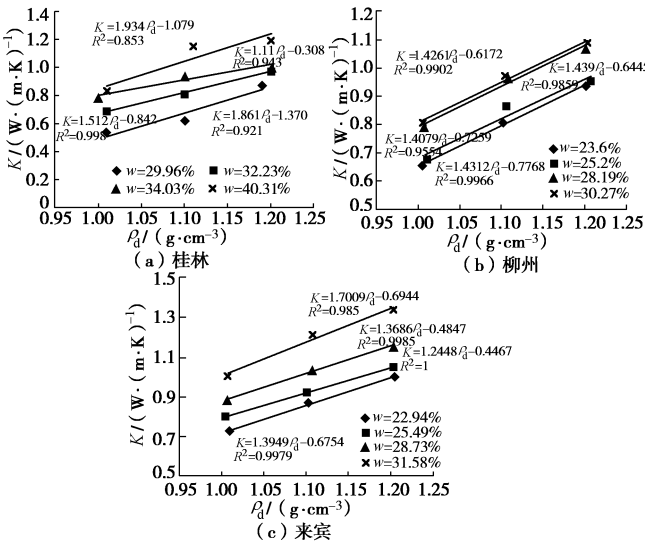 K=1.934ρd-1.079
R²=0.853
K=1.11ρd-0.308
R²=0.943
K=1.512ρd-0.842
R²=0.998
K=1.861ρd-1.370
R²=0.921
w=29.96% w=32.23%
w=34.03% w=40.31%
K/(W·(m·K)⁻¹)
1.4
1.2
1.0
0.8
0.6
0.4
0.2
0
0.95 1.00 1.05 1.10 1.15 1.20 1.25
ρd/(g·cm⁻³)
(a)桂林
K=1.4261ρd-0.6172
R²=0.9902
K=1.439ρd-0.6445
R²=0.9859
K=1.4079ρd-0.7259
R²=0.9554
K=1.4312ρd-0.7768
R²=0.9966
w=23.6%
w=25.2%
w=28.19%
w=30.27%
K/(W·(m·K)⁻¹)
1.2
1.1
1.0
0.9
0.8
0.7
0.6
0.5
0.95 1.00 1.05 1.10 1.15 1.20 1.25
ρd/(g·cm⁻³)
(b)柳州
K=1.7009ρd-0.6944
R²=0.985
K=1.3686ρd-0.4847
R²=0.9985
K=1.2448ρd-0.4467
R²=1
K=1.3949ρd-0.6754
R²=0.9979
w=22.94%
w=25.49%
w=28.73%
w=31.58%
K/(W·(m·K)⁻¹)
1.5
1.3
1.1
0.9
0.7
0.5
0.95 1.00 1.05 1.10 1.15 1.20 1.25
ρd/(g·cm⁻³)
(c)来宾